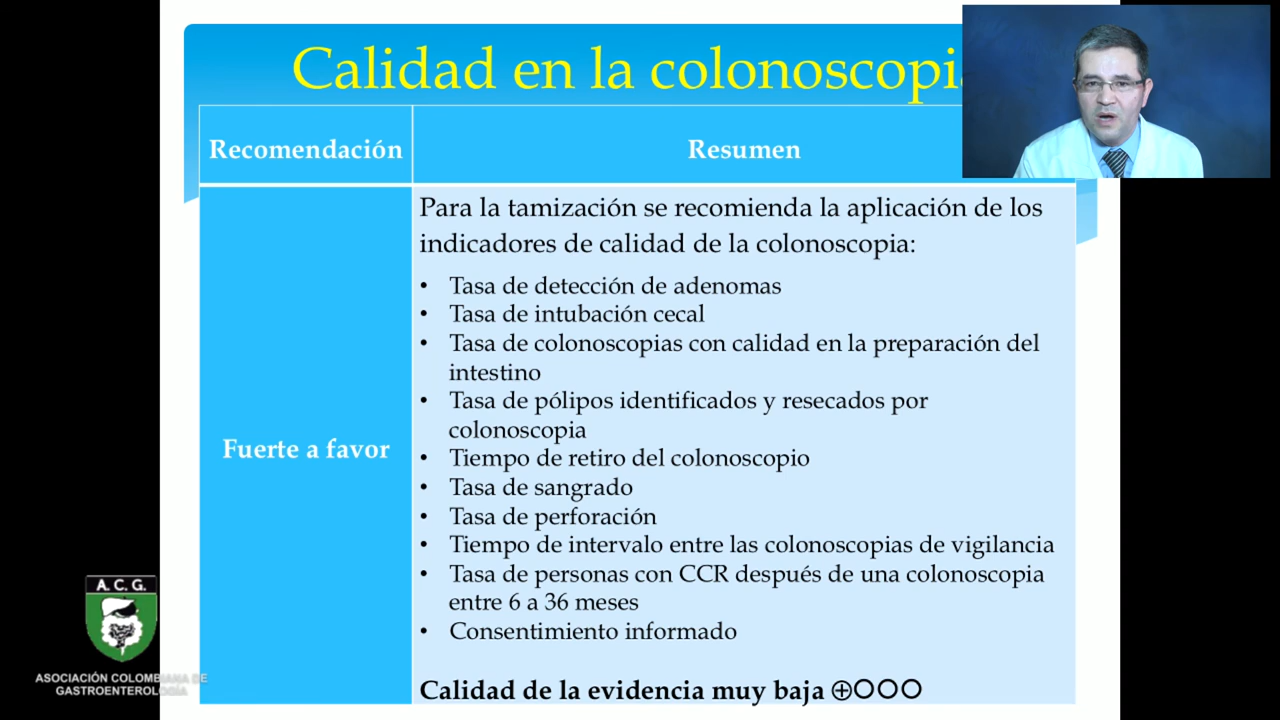 Calidad en la colonoscopi
Recomendación
Resumen
Fuerte a favor
Para la tamización se recomienda la aplicación de los
indicadores de calidad de la colonoscopia:
• Tasa de detección de adenomas
• Tasa de intubación cecal
• Tasa de colonoscopias con calidad en la preparación del
intestino
• Tasa de pólipos identificados y resecados por
colonoscopia
• Tiempo de retiro del colonoscopio
• Tasa de sangrado
• Tasa de perforación
• Tiempo de intervalo entre las colonoscopias de vigilancia
• Tasa de personas con CCR después de una colonoscopia
entre 6 a 36 meses
• Consentimiento informado
Calidad de la evidencia muy baja ⊕○○○
A.C.G.
ASOCIACIÓN COLOMBIANA DE
GASTROENTEROLOGÍA